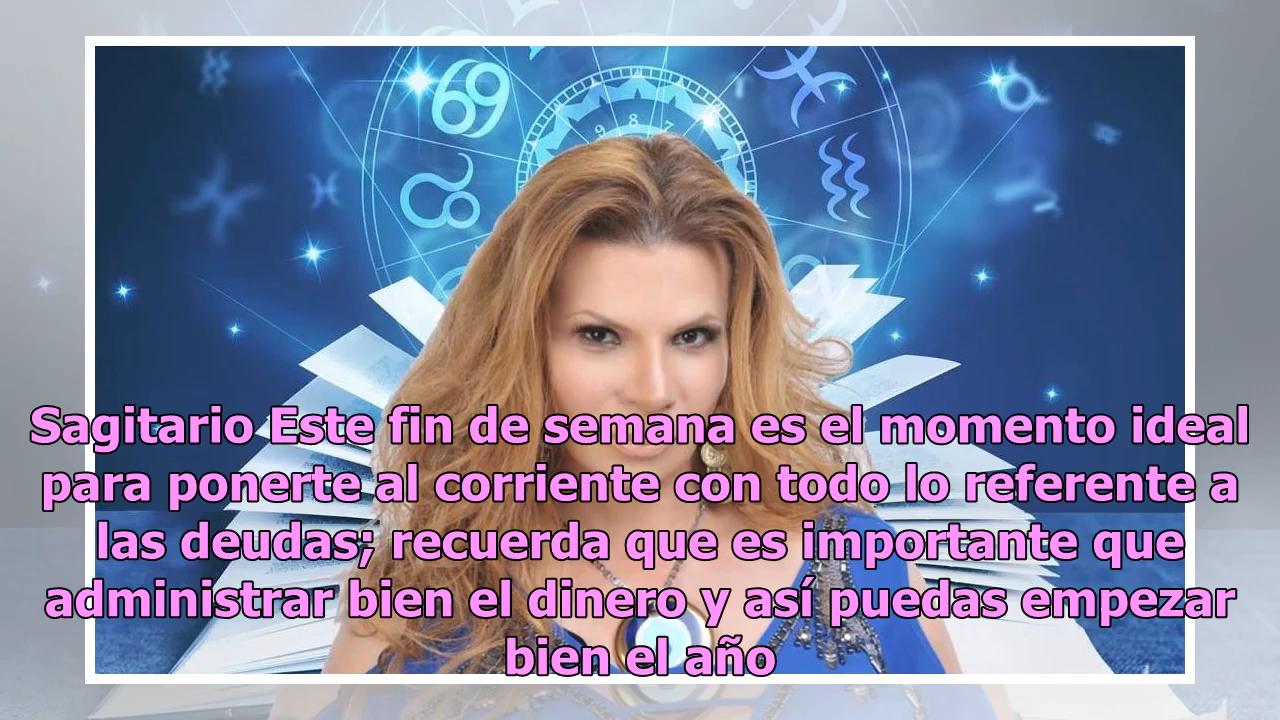 Sagitario Este fin de semana es el momento ideal
para ponerte al corriente con todo lo referente a
las deudas; recuerda que es importante que
administrar bien el dinero y así puedas empezar
bien el año